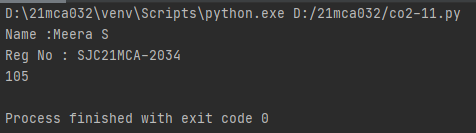 D:\21mca032\venv\Scripts\python.exe D:/21mca032/co2-11.py
Name :Meera S
Reg No : SJC21MCA-2034
105
Process finished with exit code 0